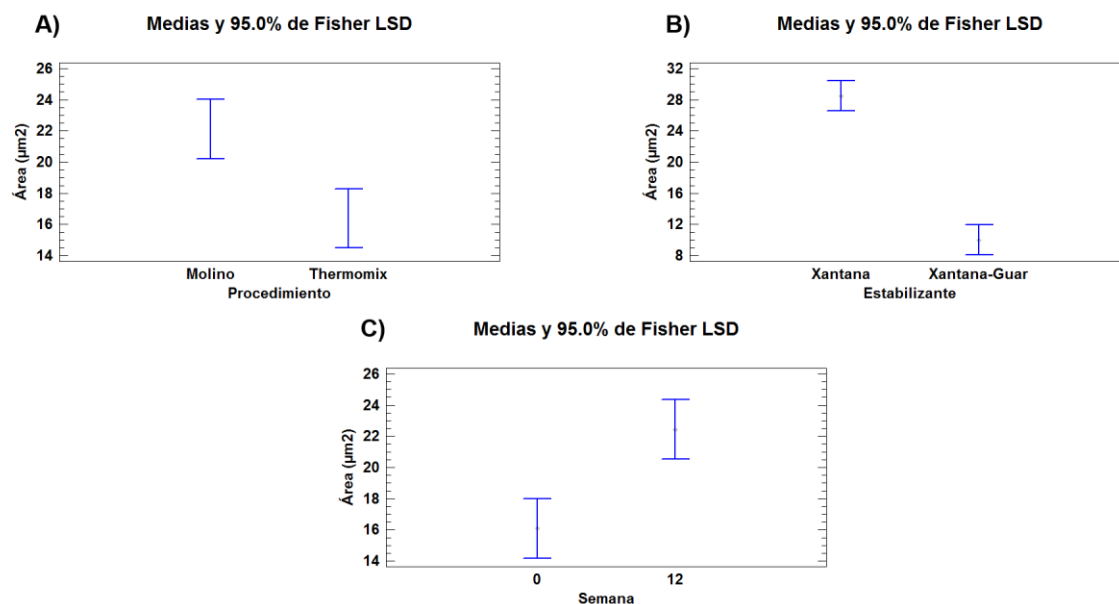 A)
Medias y 95.0% de Fisher LSD
26
24
22
20
18
16
14
Área (µm2)
Molino
Thermomix
Procedimiento
B)
Medias y 95.0% de Fisher LSD
32
28
24
20
16
12
8
Área (µm2)
Xantana
Xantana-Guar
Estabilizante
C)
Medias y 95.0% de Fisher LSD
26
24
22
20
18
16
14
Área (µm2)
0
12
Semana